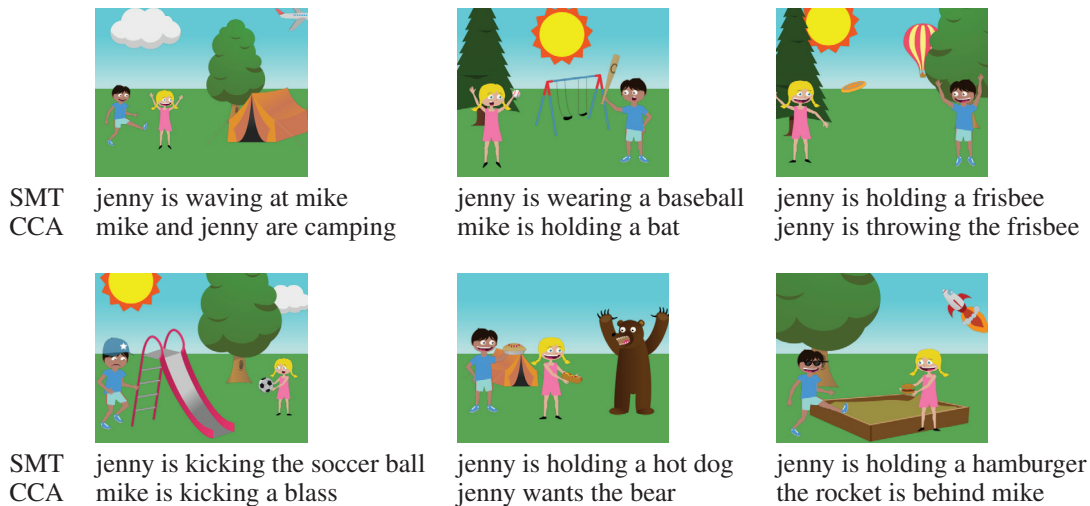 SMT jenny is waving at mike jenny is wearing a baseball jenny is holding a frisbee
CCA mike and jenny are camping mike is holding a bat jenny is throwing the frisbee
SMT jenny is kicking the soccer ball jenny is holding a hot dog jenny is holding a hamburger
CCA mike is kicking a blass jenny wants the bear the rocket is behind mike